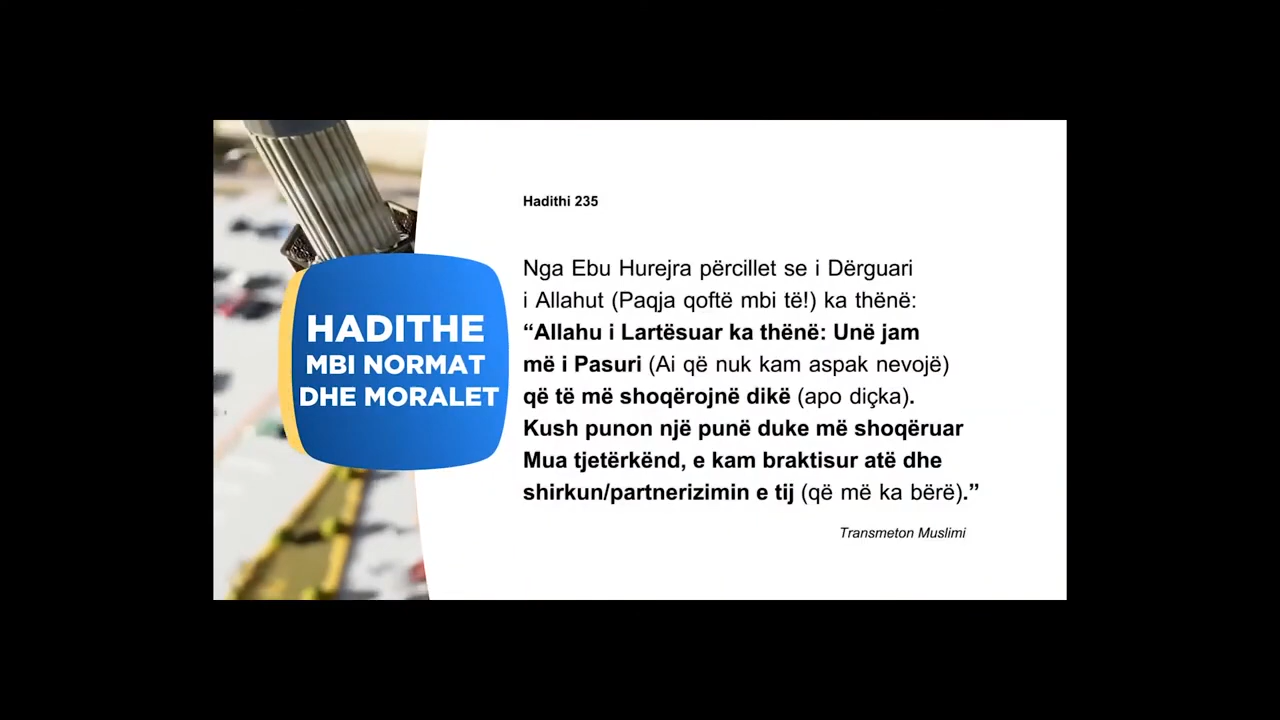 HADITHE
MBI NORMAT
DHE MORALET
Hadithi 235
Nga Ebu Hurejra përcillet se i Dërguari
i Allahut (Paqja qoftë mbi të!) ka thënë:
“Allahu i Lartësuar ka thënë: Unë jam
më i Pasuri (Ai që nuk kam aspak nevojë)
që të më shoqërojnë dikë (apo diçka).
Kush punon një punë duke më shoqëruar
Mua tjetërkënd, e kam braktisur atë dhe
shirkun/partnerizimin e tij (që më ka bërë).”
Transmeton Muslimi